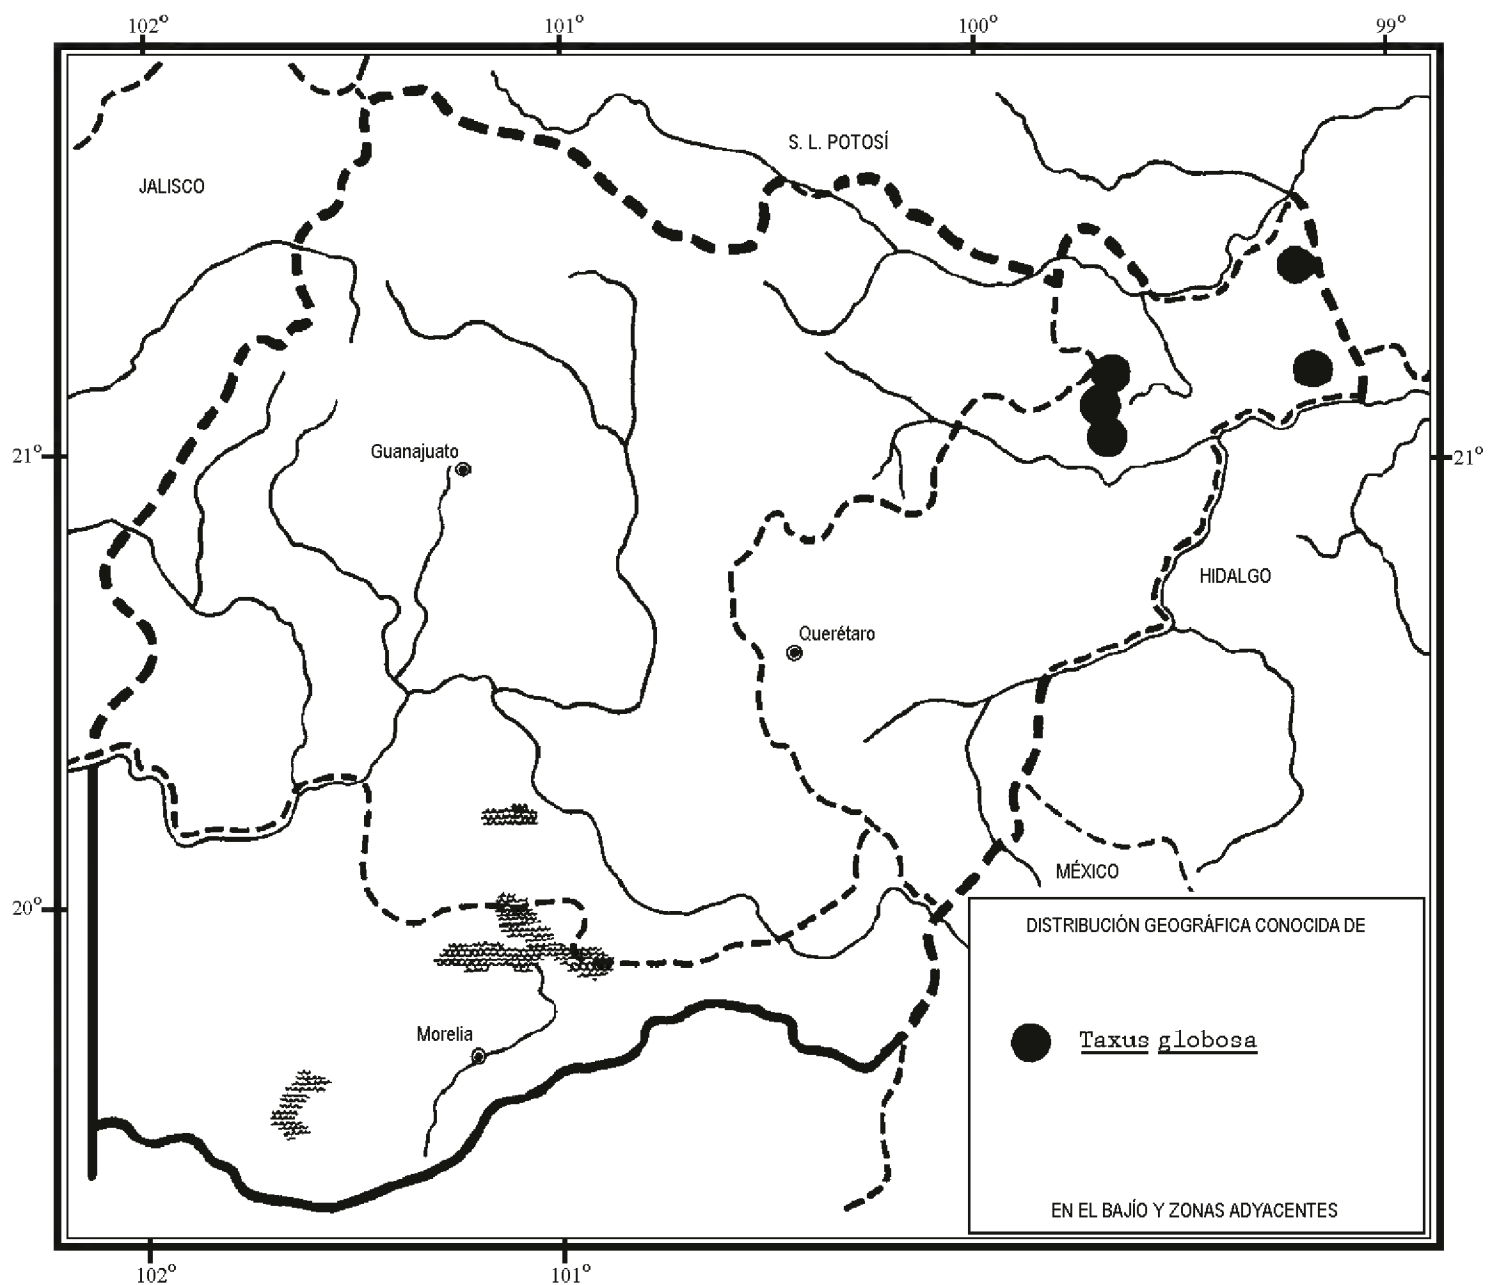 102° 101° 100° 99°
S. L. POTOSÍ
JALISCO
Guanajuato
21° 21°
HIDALGO
Querétaro
MÉXICO
20°
DISTRIBUCIÓN GEOGRÁFICA CONOCIDA DE
Morelia
Taxus globosa
EN EL BAJÍO Y ZONAS ADYACENTES
102° 101°